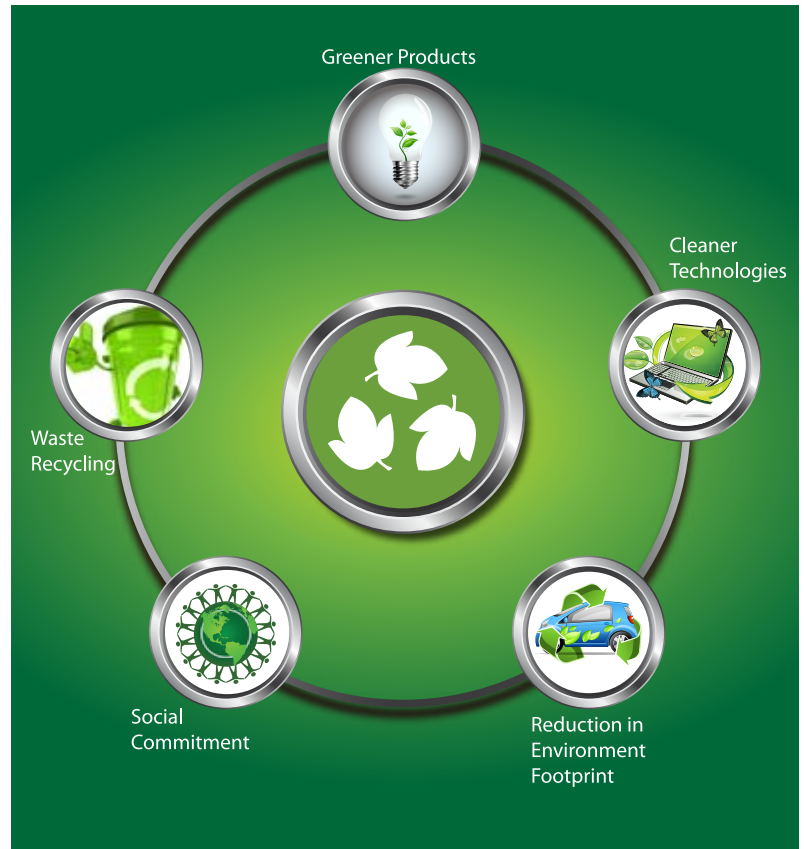 Greener Products
Cleaner
Technologies
Waste
Recycling
Social
Commitment
Reduction in
Environment
Footprint